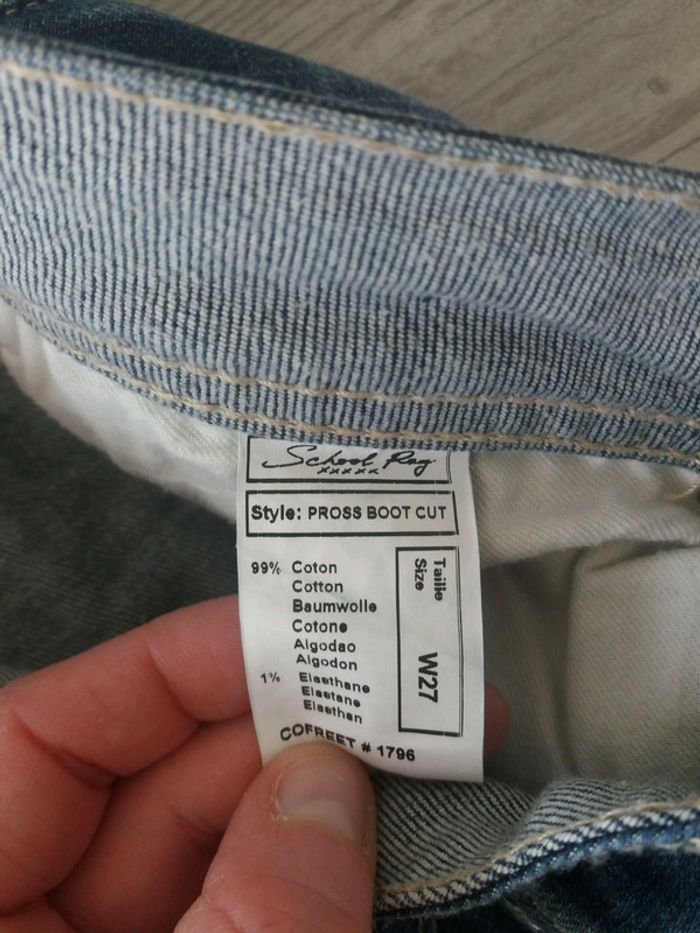 School Rag
xxxxx
Style: PROSS BOOT CUT
99% Coton
Cotton
Baumwolle
Cotone
Algodao
Algodon
1% Elasthane
Elastane
Elasthan
Taille
Size
W27
COFREET # 1796